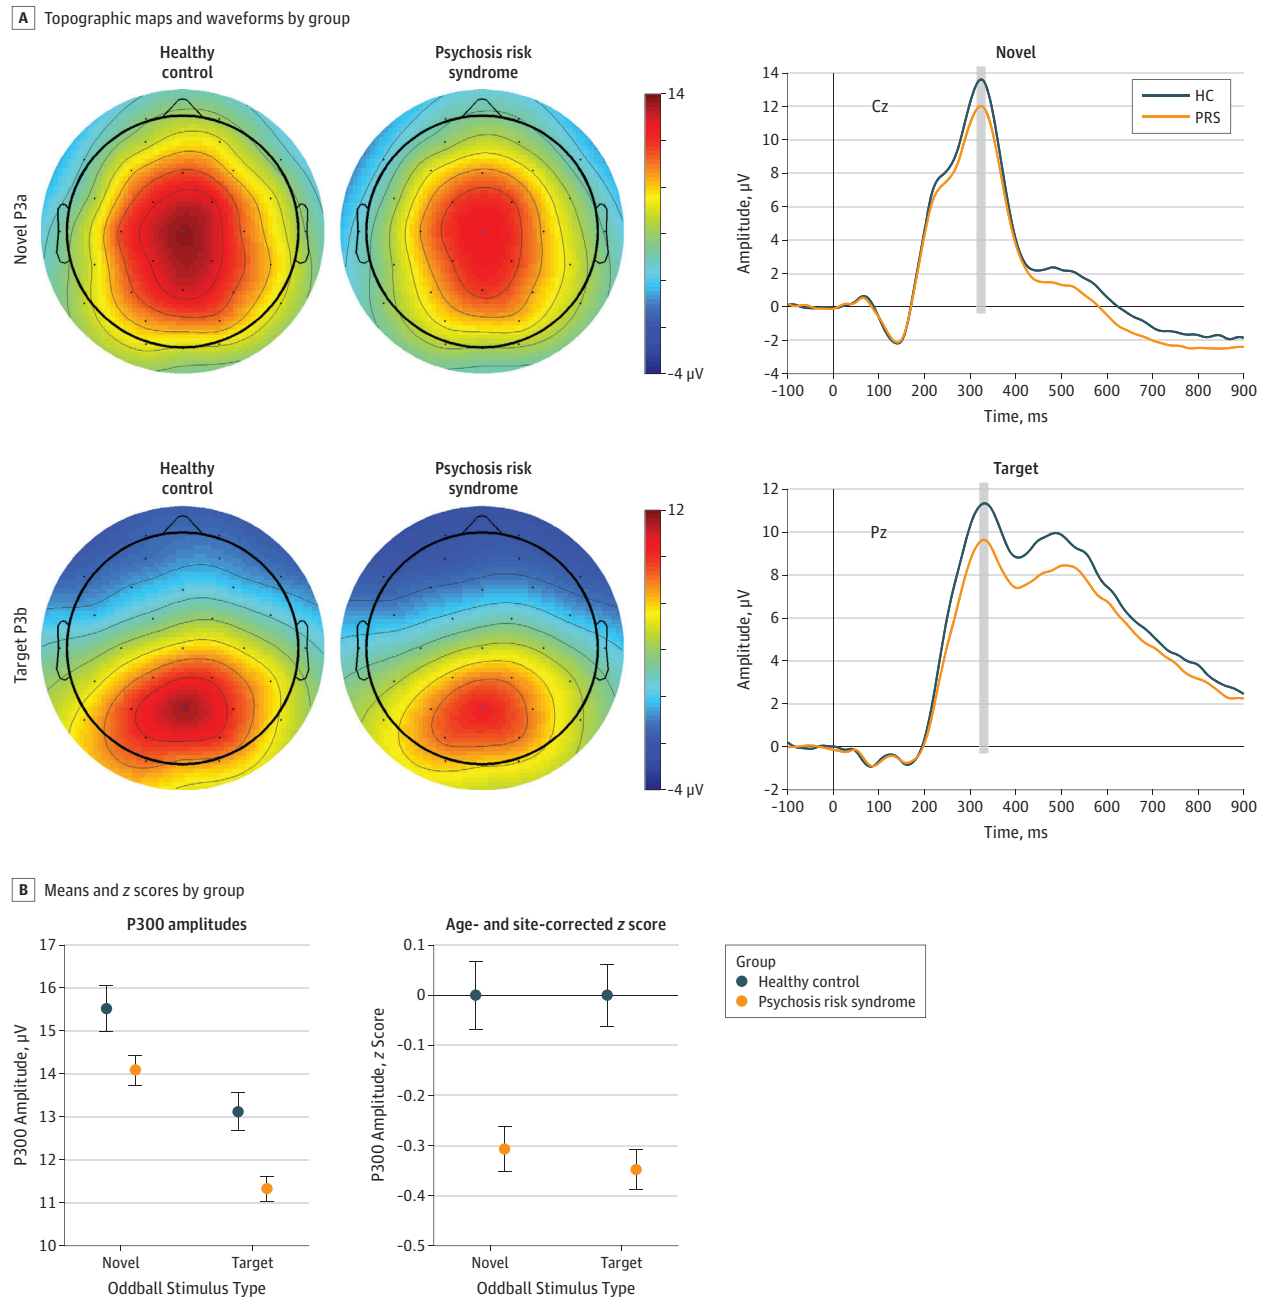 A Topographic maps and waveforms by group
Healthy
control
Psychosis risk
syndrome
Novel P3a
14
-4 µV
Novel
Cz
HC
PRS
Amplitude, µV
14
12
10
8
6
4
2
0
-2
-4
-100 0 100 200 300 400 500 600 700 800 900
Time, ms
Healthy
control
Psychosis risk
syndrome
Target P3b
12
-4 µV
Target
Pz
Amplitude, µV
12
10
8
6
4
2
0
-2
-100 0 100 200 300 400 500 600 700 800 900
Time, ms
B Means and z scores by group
P300 amplitudes
P300 Amplitude, µV
17
16
15
14
13
12
11
10
Novel Target
Oddball Stimulus Type
Age- and site-corrected z score
P300 Amplitude, z Score
0.1
0
-0.1
-0.2
-0.3
-0.4
-0.5
Novel Target
Oddball Stimulus Type
Group
Healthy control
Psychosis risk syndrome